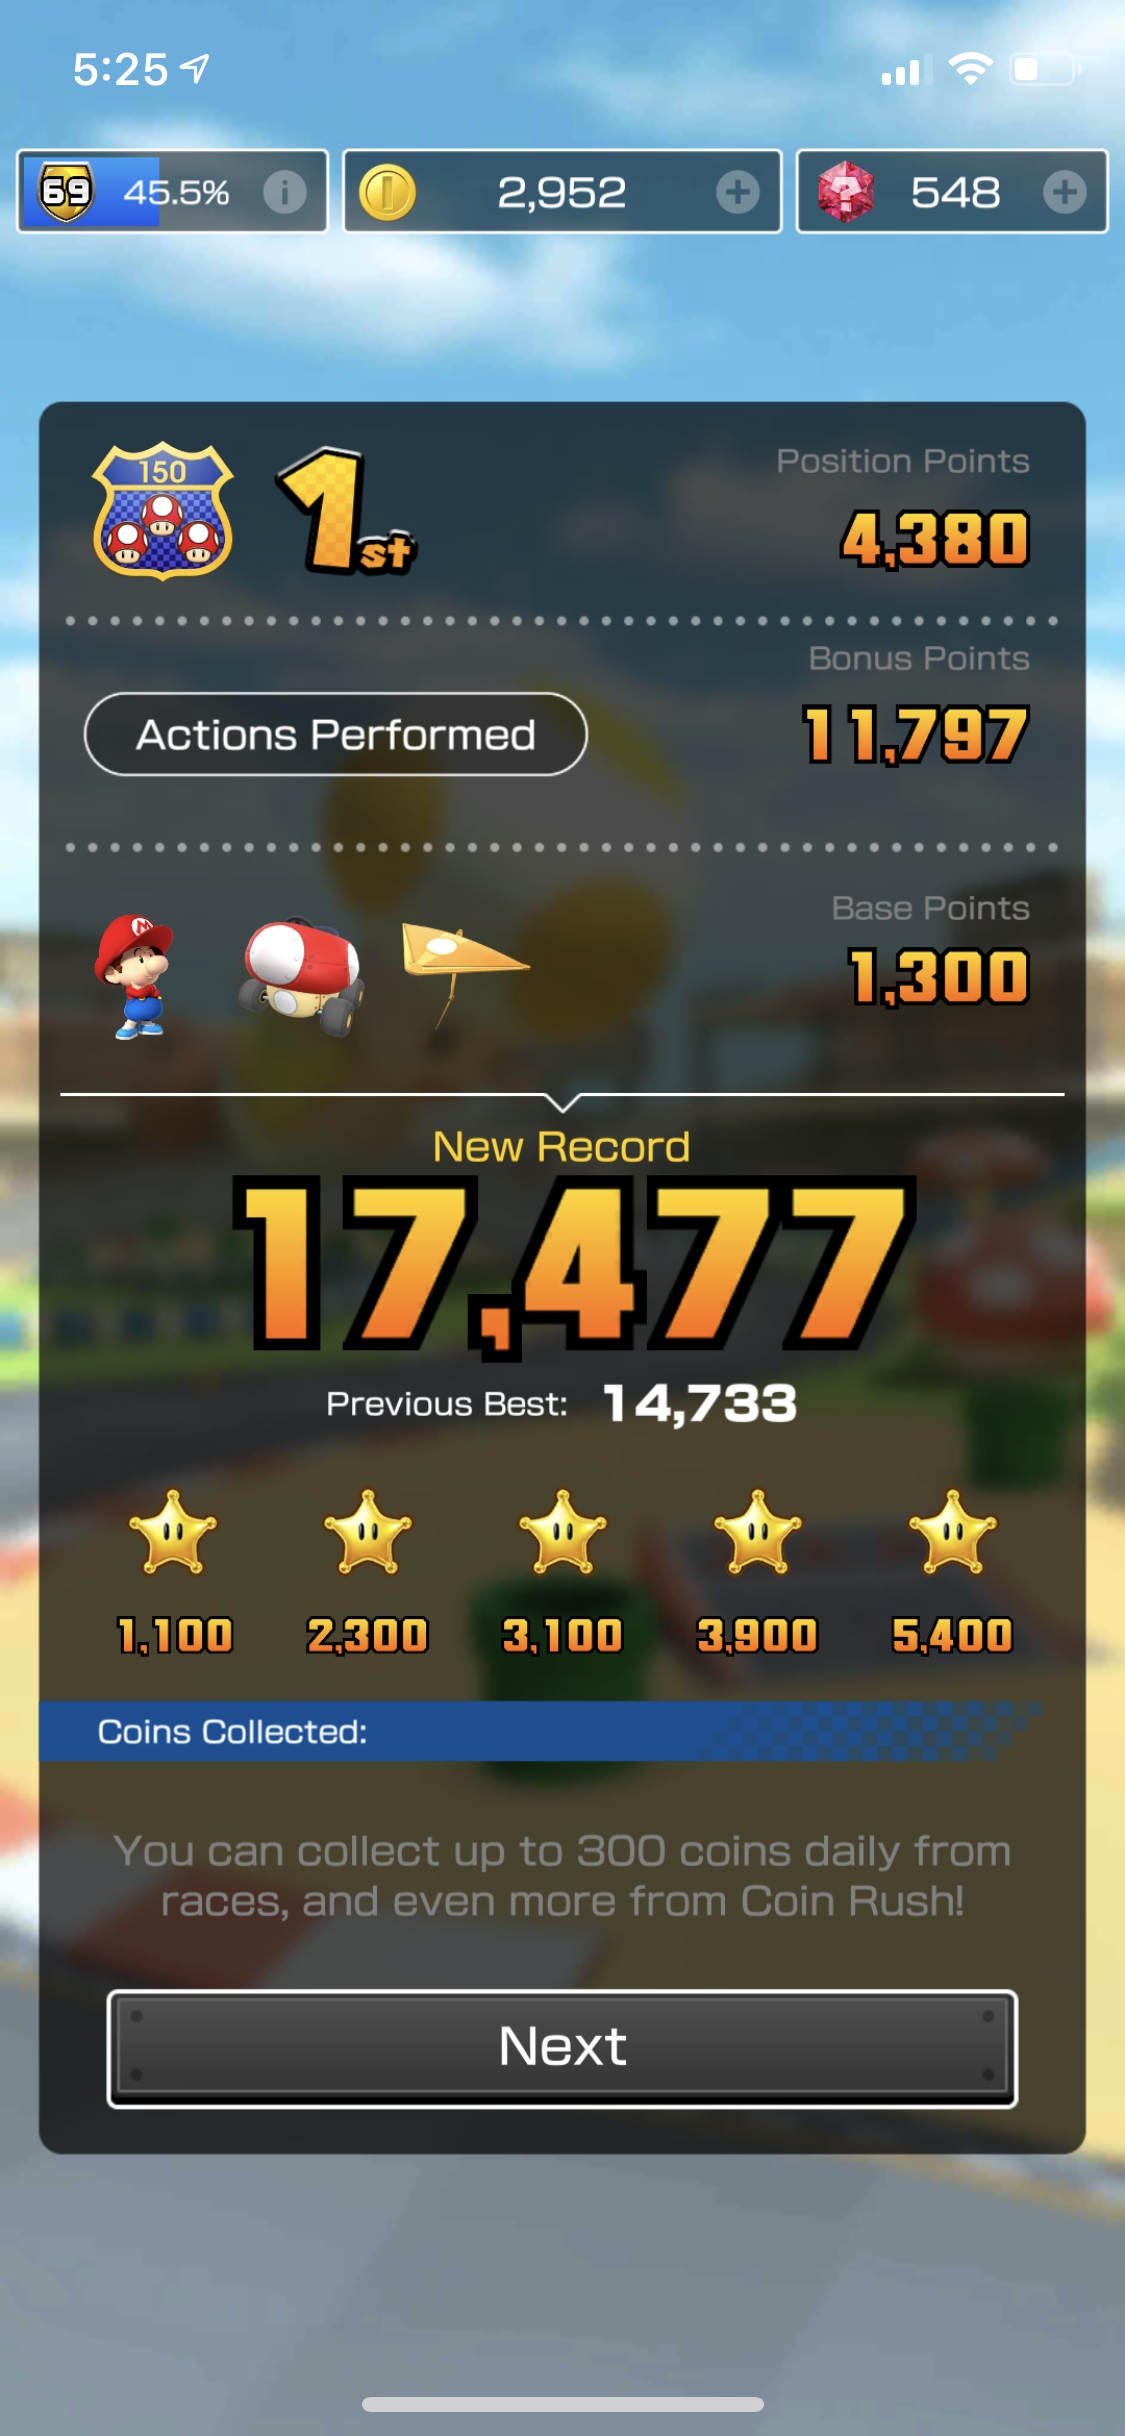 5:25
69 45.5% i 2,952 + ? 548 +
150 1st Position Points
4,380
Bonus Points
Actions Performed 11,797
Base Points
M 1,300
New Record
17,477
Previous Best: 14,733
1,100 2,300 3,100 3,900 5,400
Coins Collected:
You can collect up to 300 coins daily from
races, and even more from Coin Rush!
Next